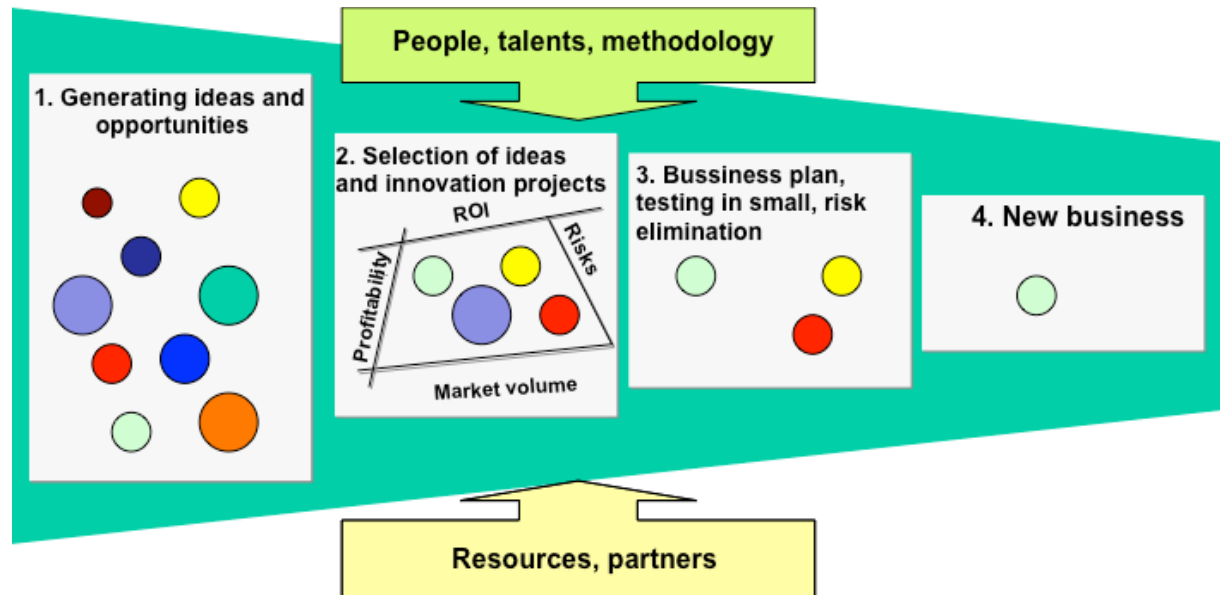 People, talents, methodology
1. Generating ideas and
opportunities
2. Selection of ideas
and innovation projects
ROI
Risks
Profitability
Market volume
3. Bussiness plan,
testing in small, risk
elimination
4. New business
Resources, partners